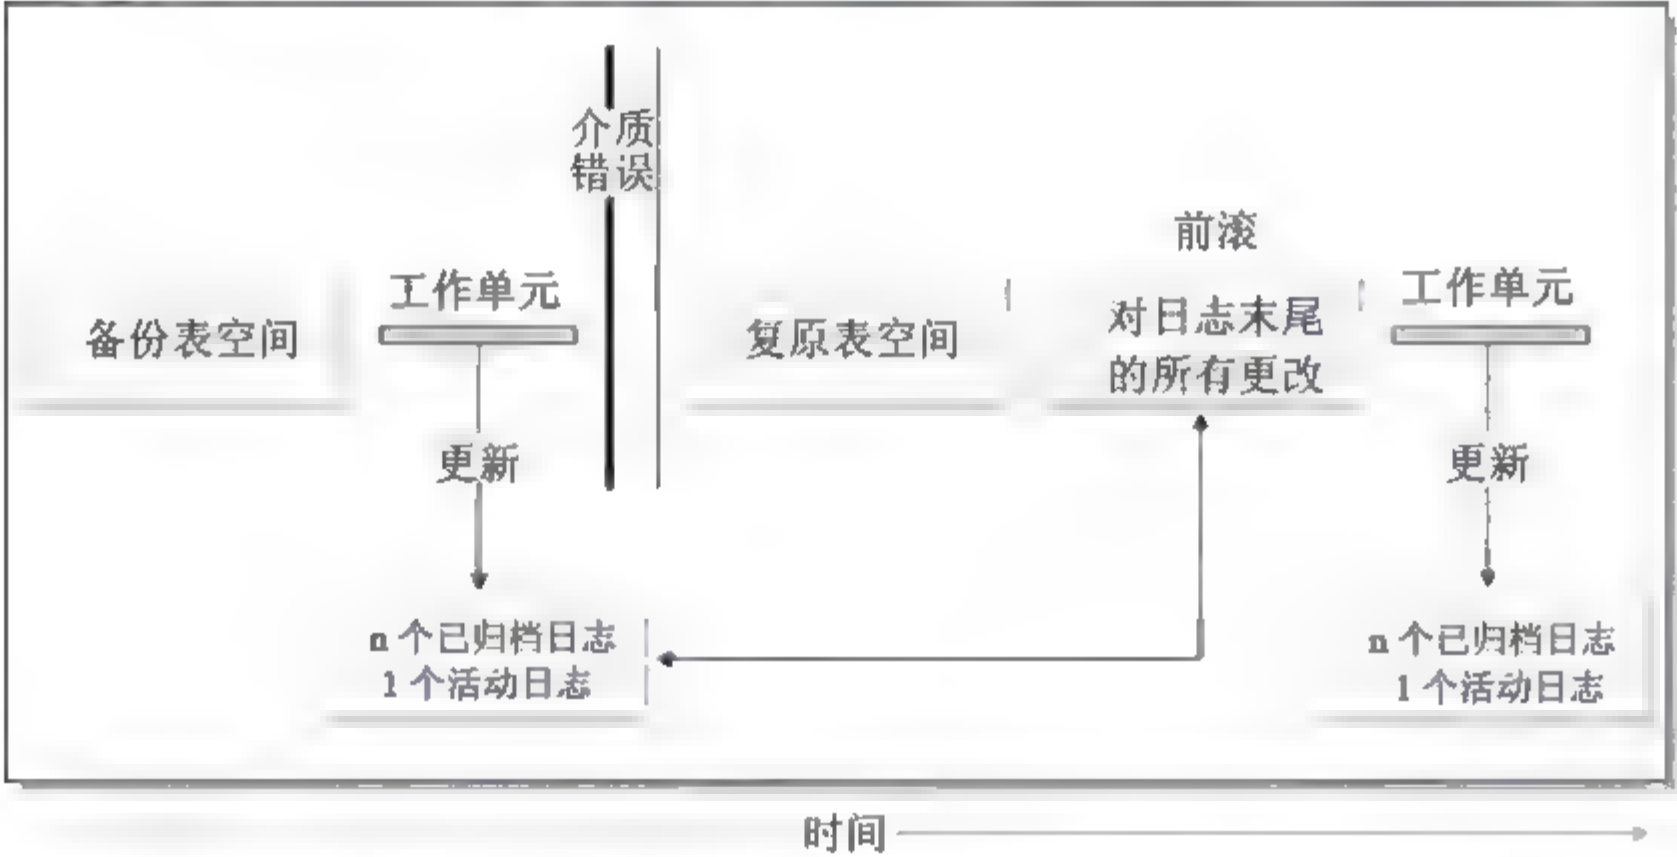 介质
错误
前滚
工作单元
工作单元
备份表空间
复原表空间
对日志末尾
的所有更改
更新
更新
n 个已归档日志
1 个活动日志
n 个已归档日志
1 个活动日志
时间